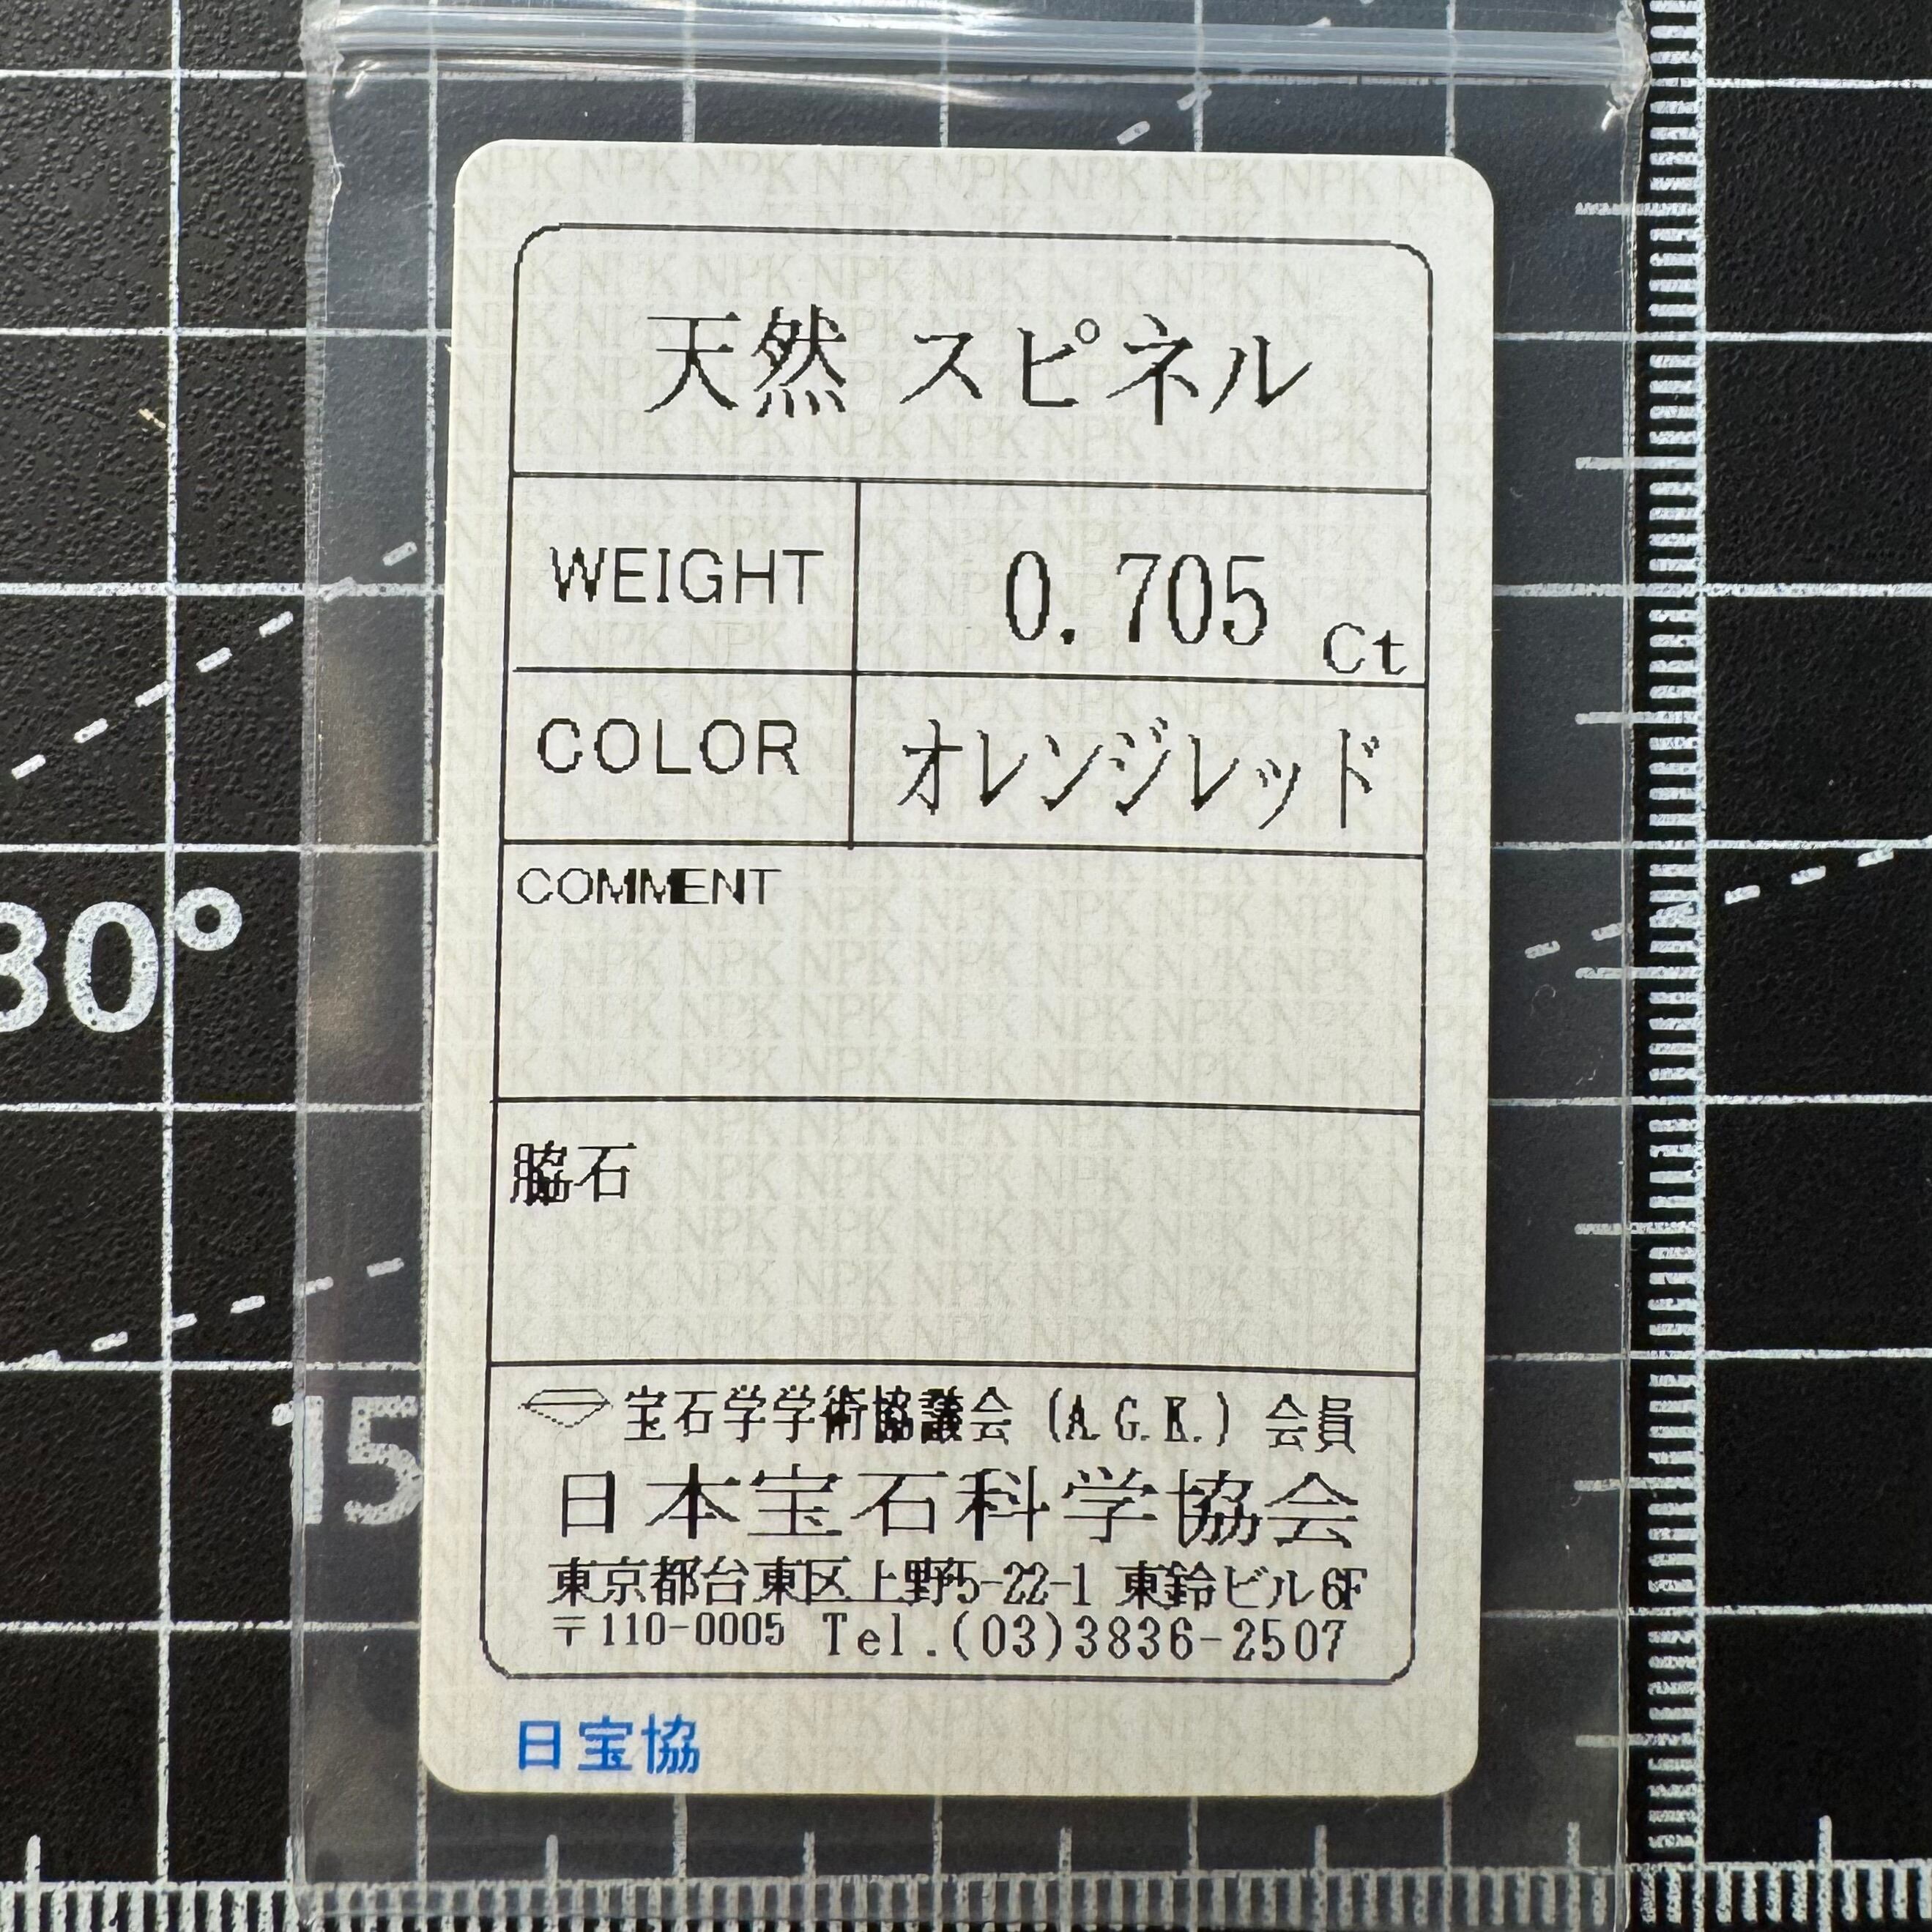 天然 スピネル
WEIGHT 0.705 Ct
COLOR オレンジレッド
COMMENT
脇石
宝石学学術協議会 (A.G.K.) 会員
日本宝石科学協会
東京都台東区上野5-22-1 東鈴ビル6F
〒110-0005 Tel.(03)3836-2507
日宝協
30°
15